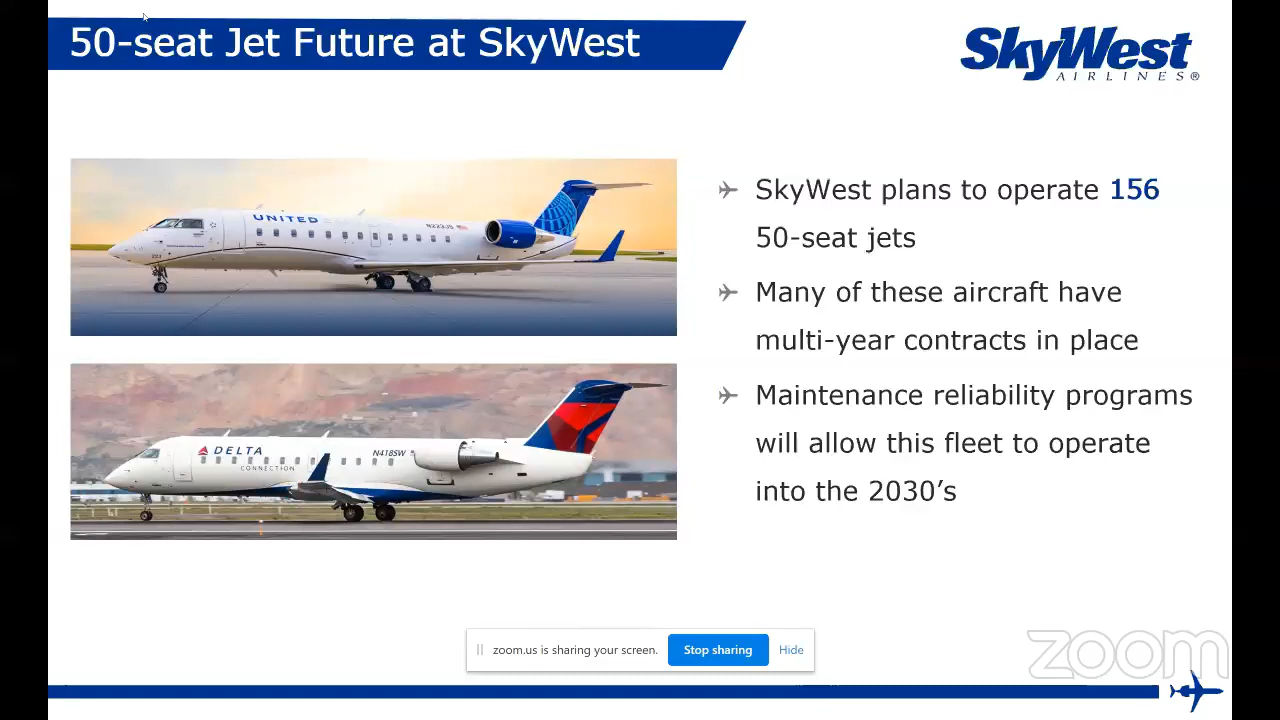 50-seat Jet Future at SkyWest
SkyWest
AIRLINES®
UNITED
N223JS
DELTA
CONNECTION
N418SW
SkyWest plans to operate 156
50-seat jets
Many of these aircraft have
multi-year contracts in place
Maintenance reliability programs
will allow this fleet to operate
into the 2030's
zoom.us is sharing your screen.
Stop sharing
Hide
zoom